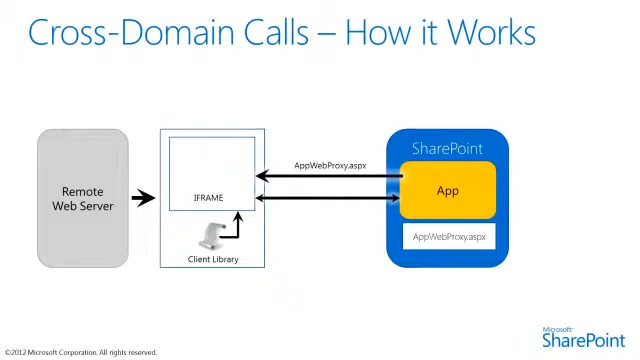 Cross-Domain Calls – How it Works
Remote
Web Server
IFRAME
Client Library
AppWebProxy.aspx
SharePoint
App
AppWebProxy.aspx
©2012 Microsoft Corporation. All rights reserved.
Microsoft®
SharePoint